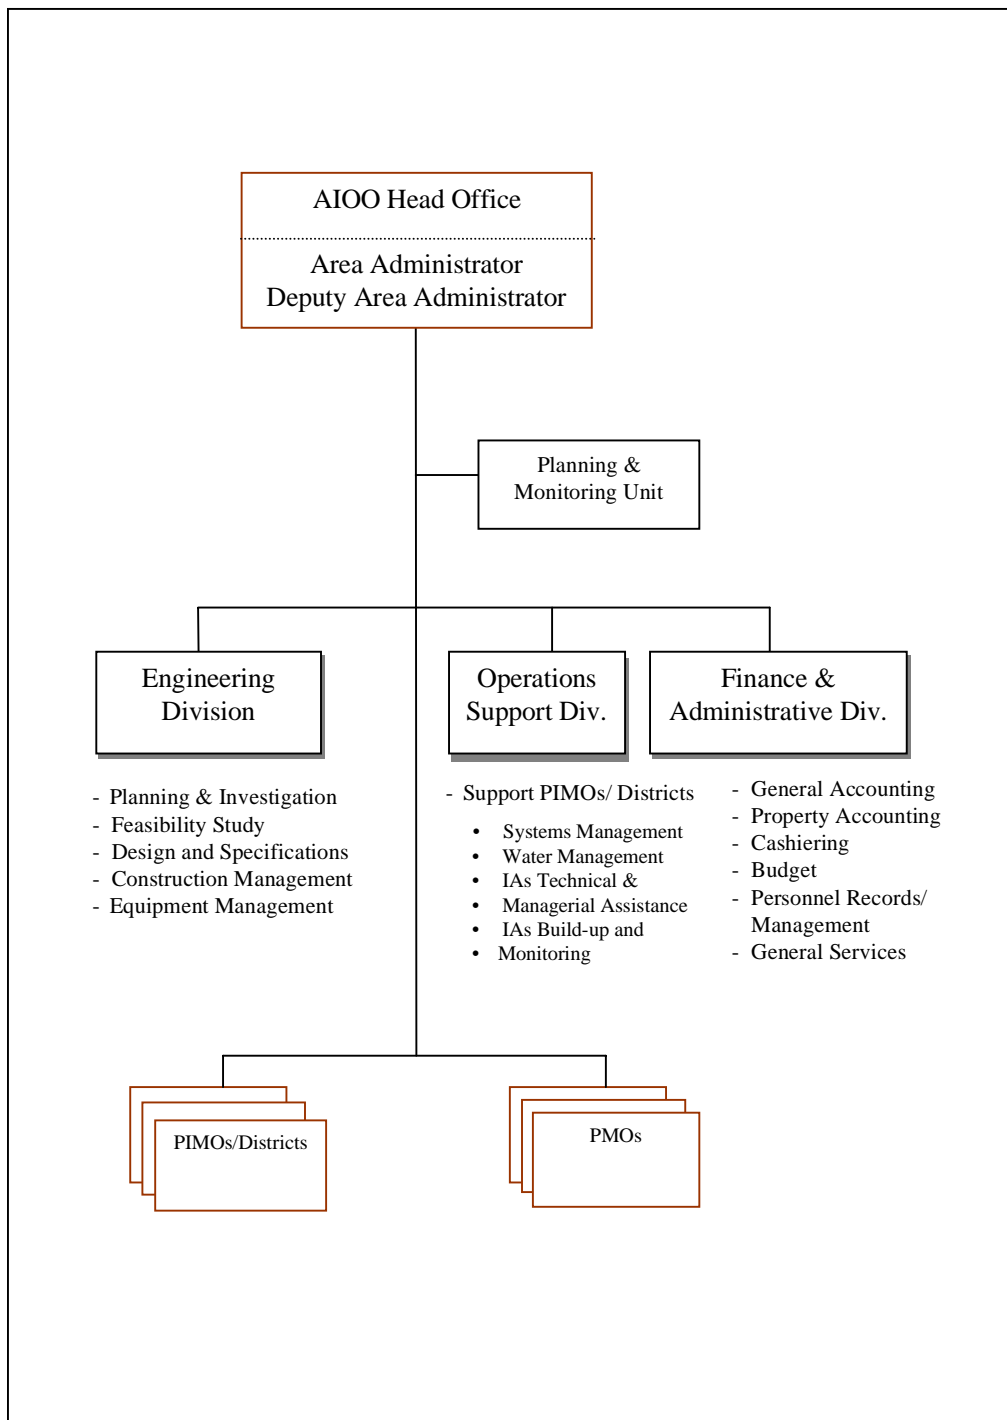 AIOO Head Office
Area Administrator
Deputy Area Administrator
Planning &
Monitoring Unit
Engineering
Division
- Planning & Investigation
- Feasibility Study
- Design and Specifications
- Construction Management
- Equipment Management
Operations
Support Div.
- Support PIMOs/ Districts
• Systems Management
• Water Management
• IAs Technical &
• Managerial Assistance
• IAs Build-up and
• Monitoring
Finance &
Administrative Div.
- General Accounting
- Property Accounting
- Cashiering
- Budget
- Personnel Records/
Management
- General Services
PIMOs/Districts
PMOs